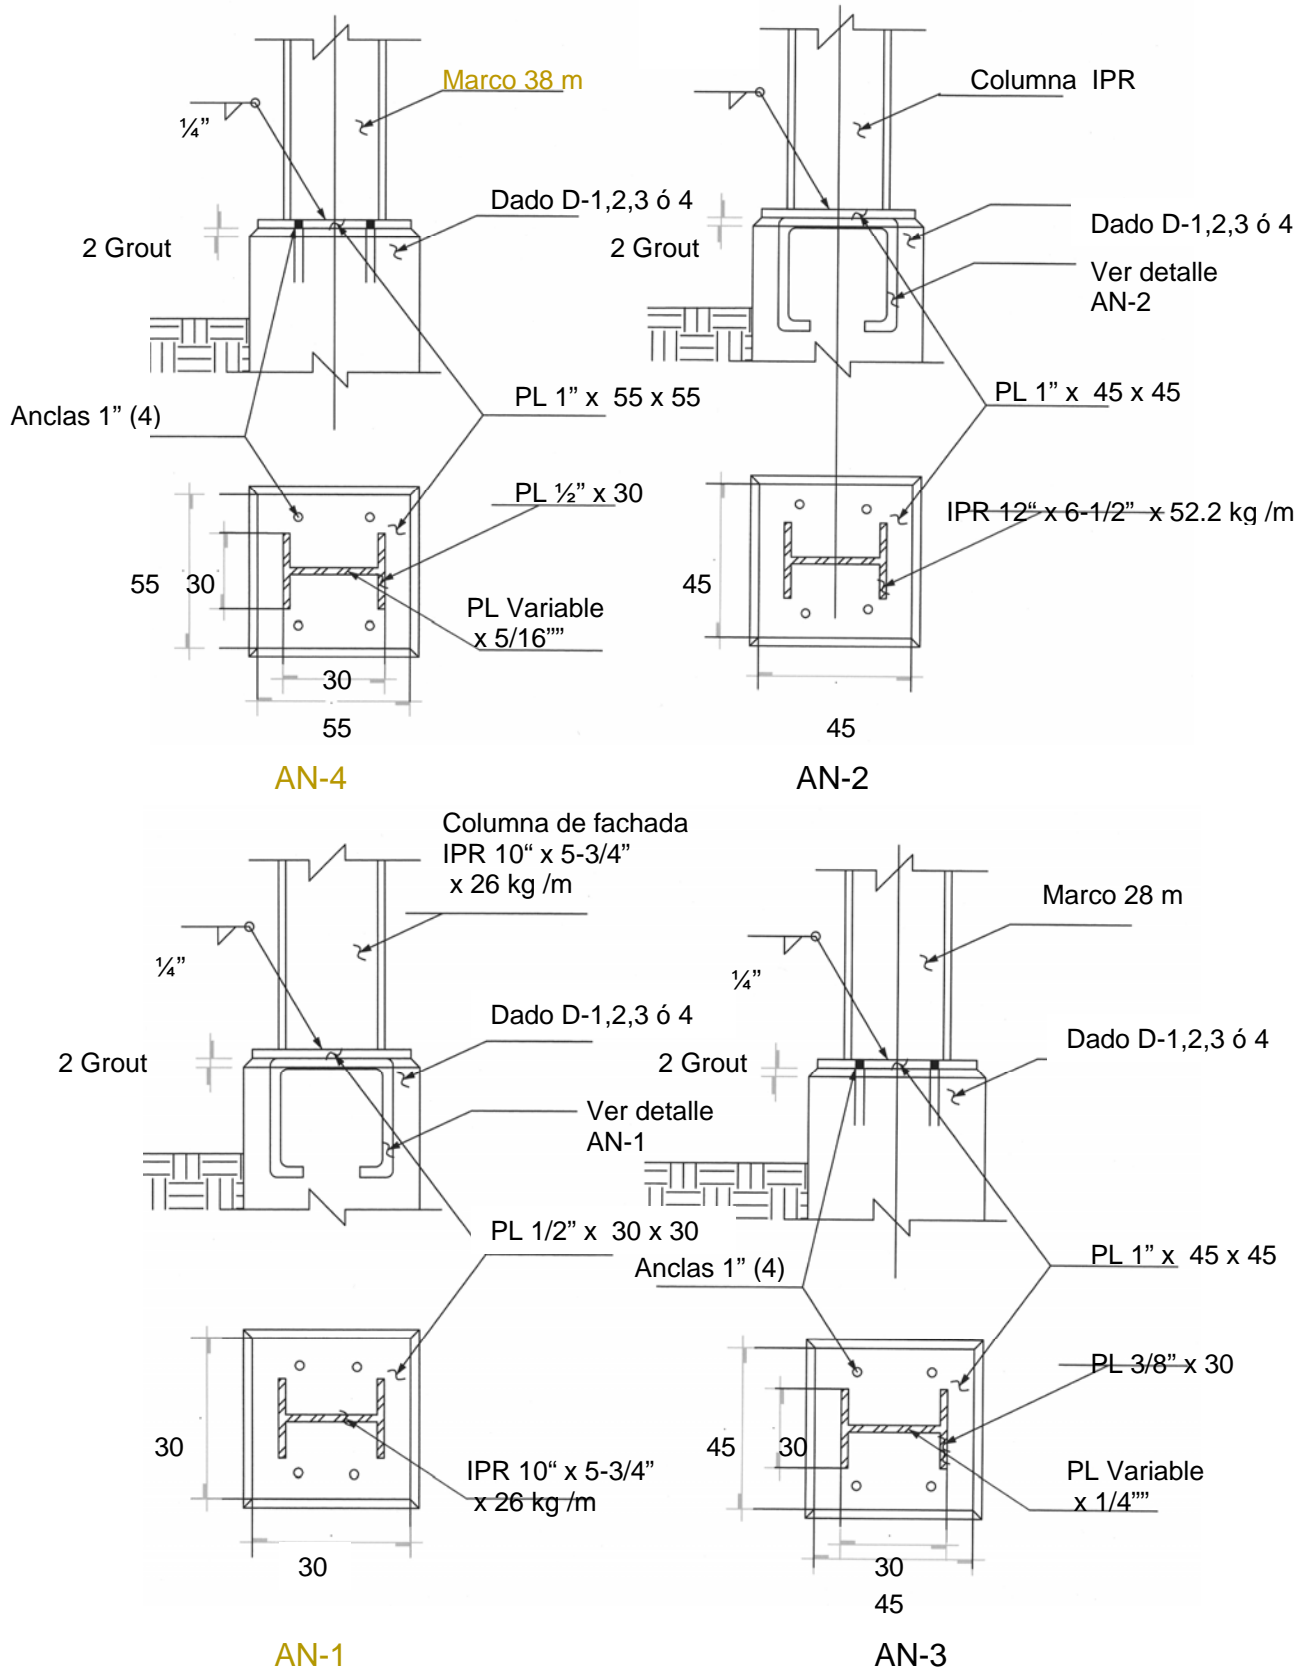 Marco 38 m
¼”
Dado D-1,2,3 ó 4
2 Grout
Anclas 1” (4)
PL 1” x 55 x 55
PL ½” x 30
55
30
PL Variable
x 5/16””
30
55
AN-4
Columna IPR
2 Grout
Dado D-1,2,3 ó 4
Ver detalle
AN-2
PL 1” x 45 x 45
IPR 12“ x 6-1/2” x 52.2 kg /m
45
45
AN-2
Columna de fachada
IPR 10“ x 5-3/4”
x 26 kg /m
¼”
Dado D-1,2,3 ó 4
2 Grout
Ver detalle
AN-1
PL 1/2” x 30 x 30
30
IPR 10“ x 5-3/4”
x 26 kg /m
30
AN-1
Marco 28 m
¼”
Dado D-1,2,3 ó 4
2 Grout
Anclas 1” (4)
PL 1” x 45 x 45
PL 3/8” x 30
45
30
PL Variable
x 1/4””
30
45
AN-3